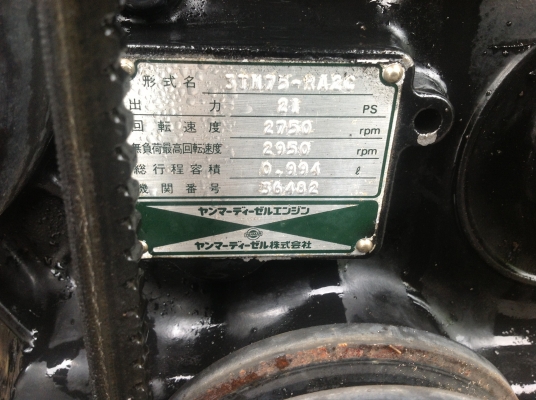 形式名 3TN75-RA2C
出力 21 PS
回転速度 2750 rpm
無負荷最高回転速度 2950 rpm
総行程容積 0.994 ℓ
機関番号
ヤンマーディーゼルエンジン
ヤンマーディーゼル株式会社